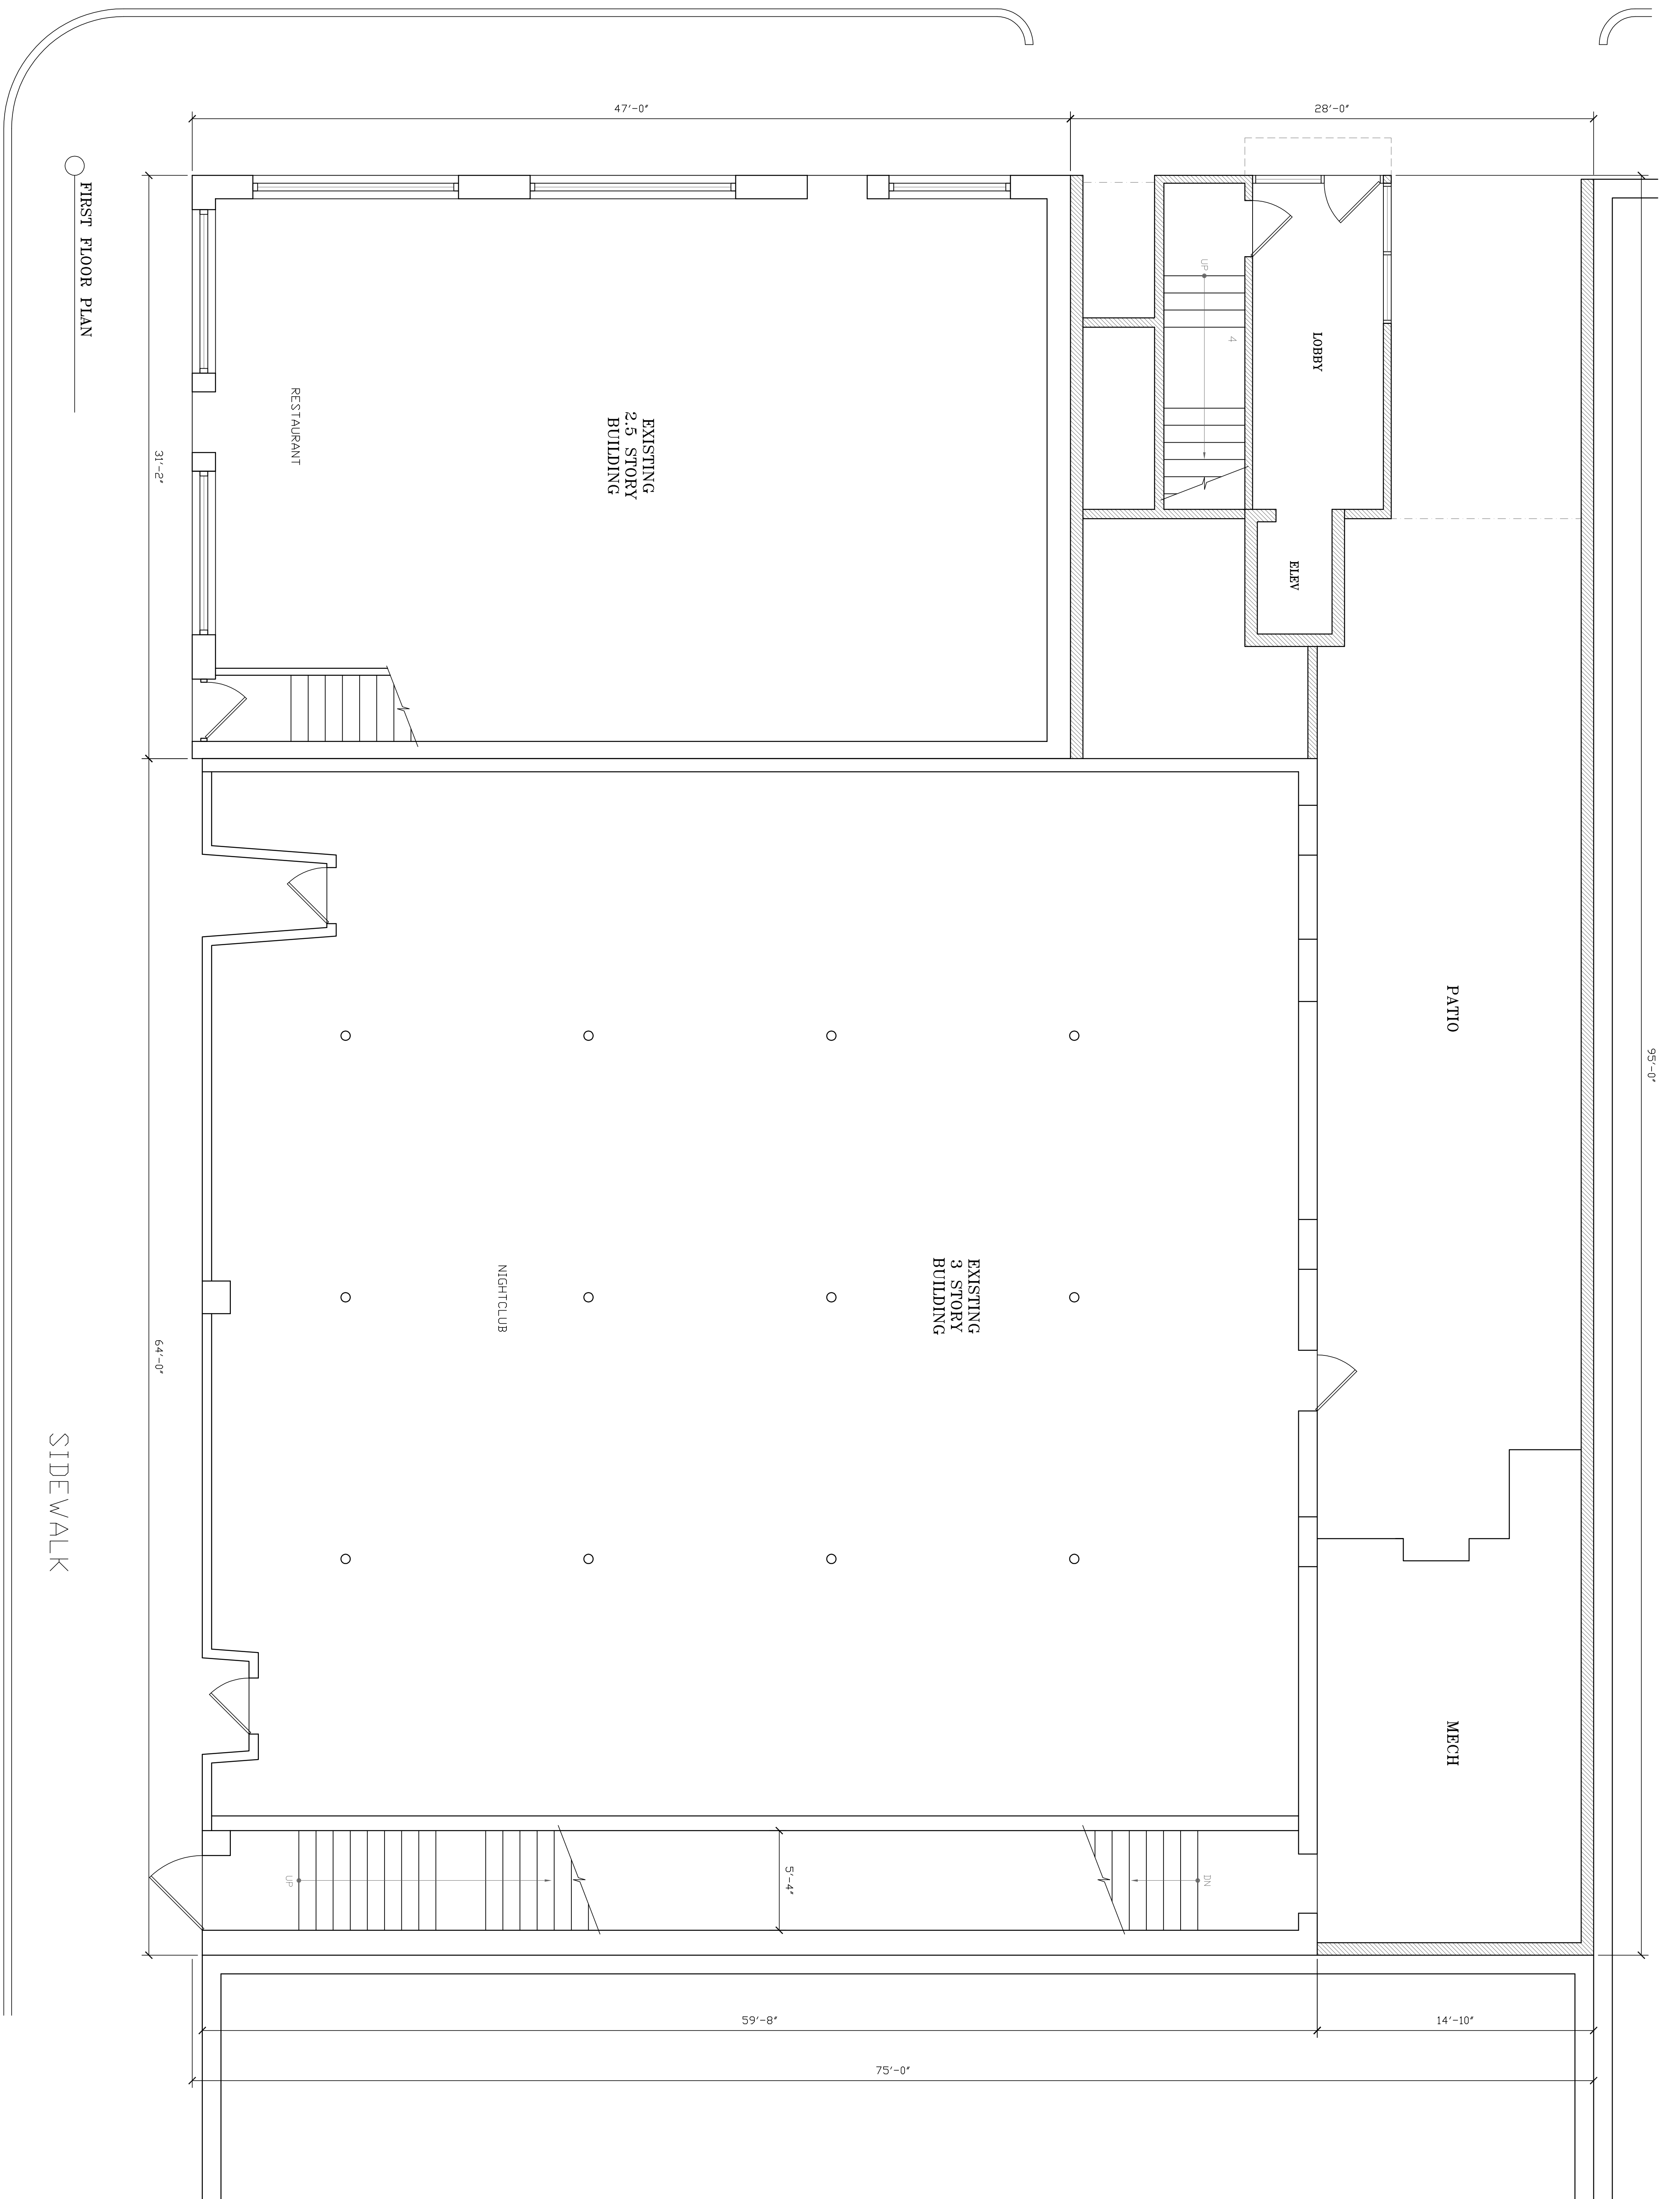 47'-0"
28'-0"
FIRST FLOOR PLAN
31'-2"
RESTAURANT
EXISTING
2.5 STORY
BUILDING
UP
4
LOBBY
ELEV
PATIO
95'-0"
EXISTING
3 STORY
BUILDING
NIGHTCLUB
64'-0"
SIDEWALK
MECH
UP
5'-4"
DN
59'-8"
14'-10"
75'-0"